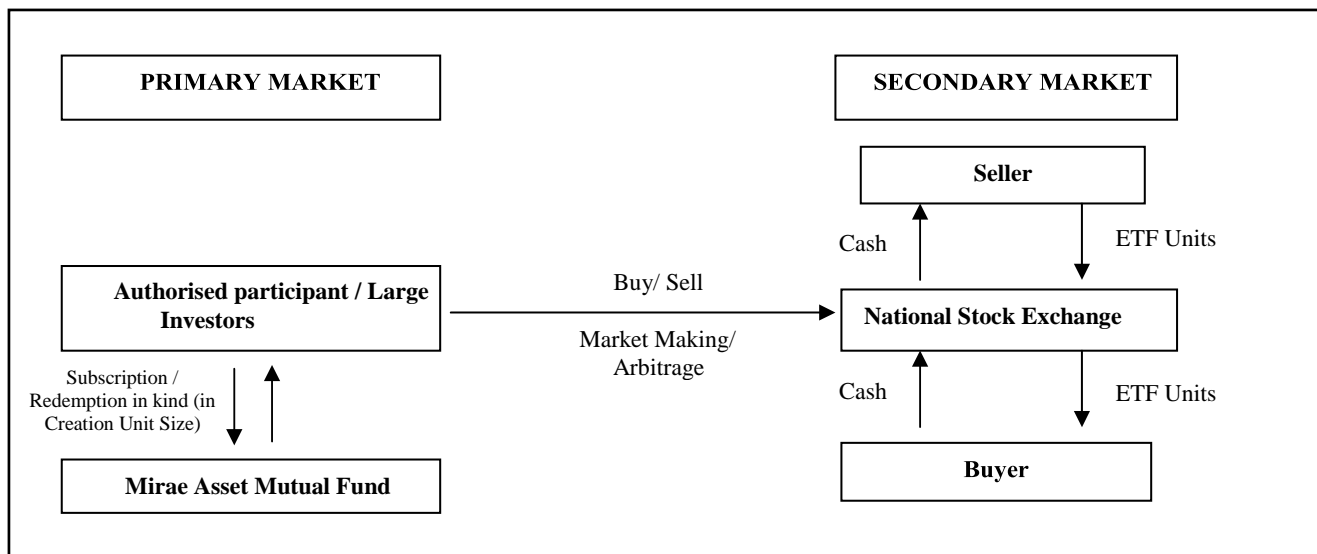 PRIMARY MARKET
SECONDARY MARKET
Seller
Cash
ETF Units
Authorised participant / Large
Investors
Buy/ Sell
Market Making/
Arbitrage
National Stock Exchange
Subscription /
Redemption in kind (in
Creation Unit Size)
Cash
ETF Units
Mirae Asset Mutual Fund
Buyer